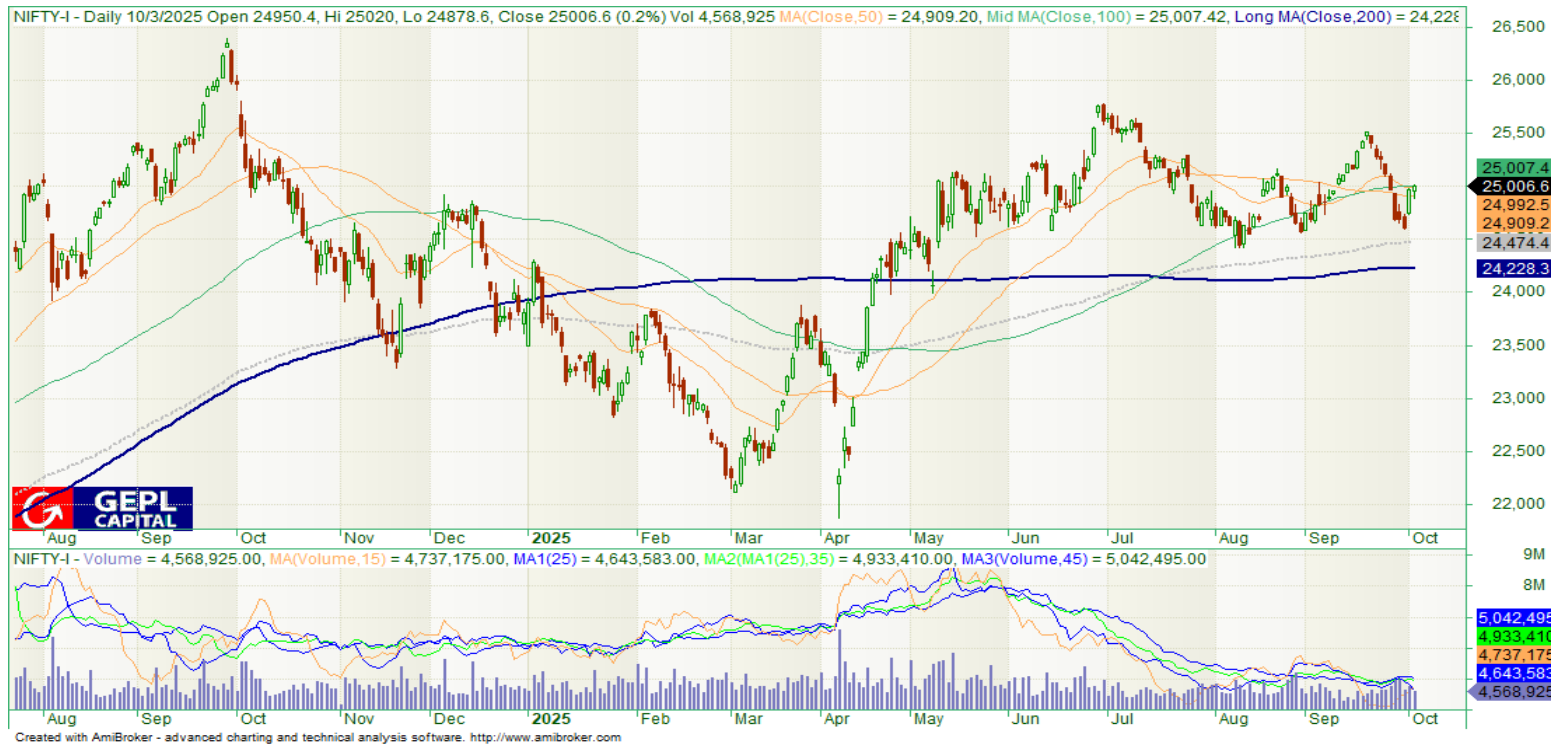 NIFTY-I - Daily 10/3/2025 Open 24950.4, Hi 25020, Lo 24878.6, Close 25006.6 (0.2%) Vol 4,568,925 MA(Close,50) = 24,909.20, Mid MA(Close,100) = 25,007.42, Long MA(Close,200) = 24,228
26,500
26,000
25,500
25,007.4
25,006.6
24,992.5
24,909.2
24,474.4
24,228.3
24,000
23,500
23,000
22,500
22,000
GEPL
CAPITAL
Aug Sep Oct Nov Dec 2025 Feb Mar Apr May Jun Jul Aug Sep Oct
NIFTY-I - Volume = 4,568,925.00, MA(Volume,15) = 4,737,175.00, MA1(25) = 4,643,583.00, MA2(MA1(25),35) = 4,933,410.00, MA3(Volume,45) = 5,042,495.00
9M
8M
5,042,495
4,933,410
4,737,175
4,643,583
4,568,925
Aug Sep Oct Nov Dec 2025 Feb Mar Apr May Jun Jul Aug Sep Oct
Created with AmiBroker - advanced charting and technical analysis software. http://www.amibroker.com